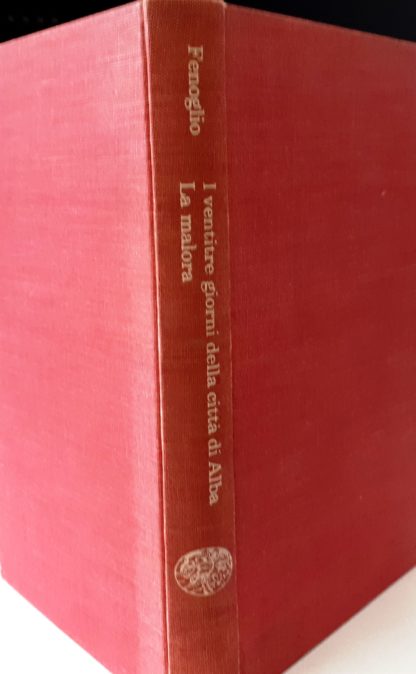 Fenoglio
I ventitre giorni della città di Alba
La malora